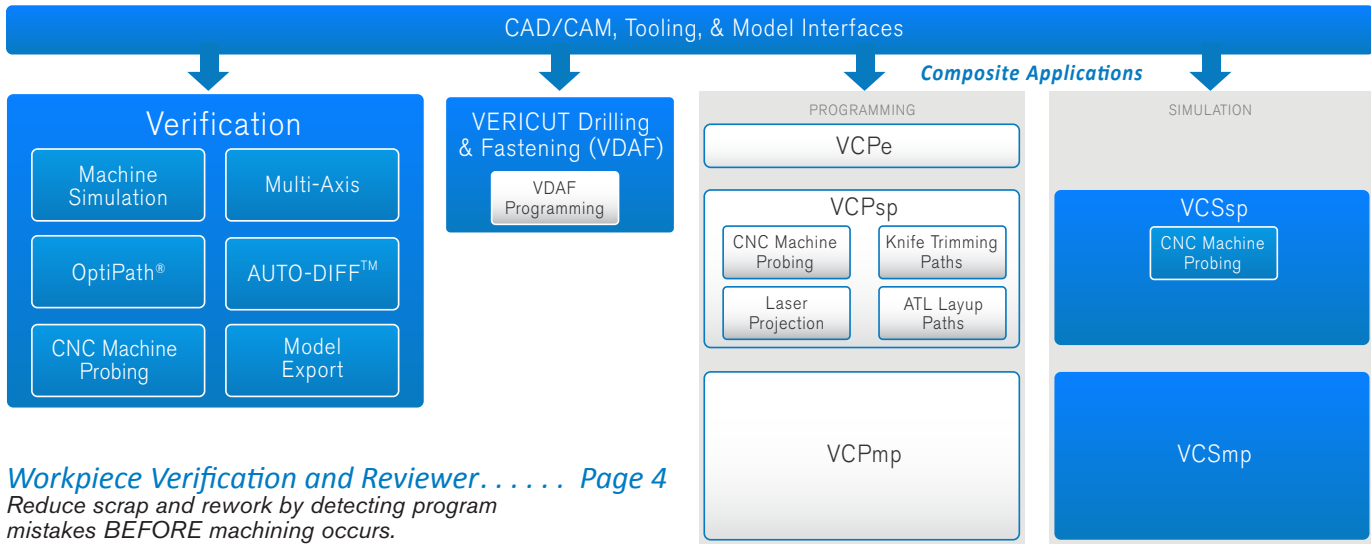 CAD/CAM, Tooling, & Model Interfaces
Composite Applications
Verification
Machine
Simulation
Multi-Axis
OptiPath®
AUTO-DIFF™
CNC Machine
Probing
Model
Export
VERICUT Drilling
& Fastening (VDAF)
VDAF
Programming
PROGRAMMING
VCPe
VCPsp
CNC Machine
Probing
Knife Trimming
Paths
Laser
Projection
ATL Layup
Paths
VCPmp
SIMULATION
VCSsp
CNC Machine
Probing
VCSmp
Workpiece Verification and Reviewer. . . . . . Page 4
Reduce scrap and rework by detecting program
mistakes BEFORE machining occurs.